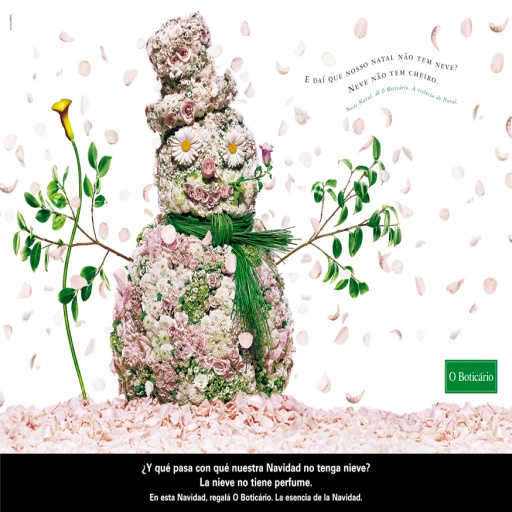 E DAÍ QUE NOSSO NATAL NÃO TEM NEVE?
NEVE NÃO TEM CHEIRO.
Neste Natal, dê O Boticário. A essência do Natal.
O Boticário
¿Y qué pasa con qué nuestra Navidad no tenga nieve?
La nieve no tiene perfume.
En esta Navidad, regalá O Boticário. La esencia de la Navidad.